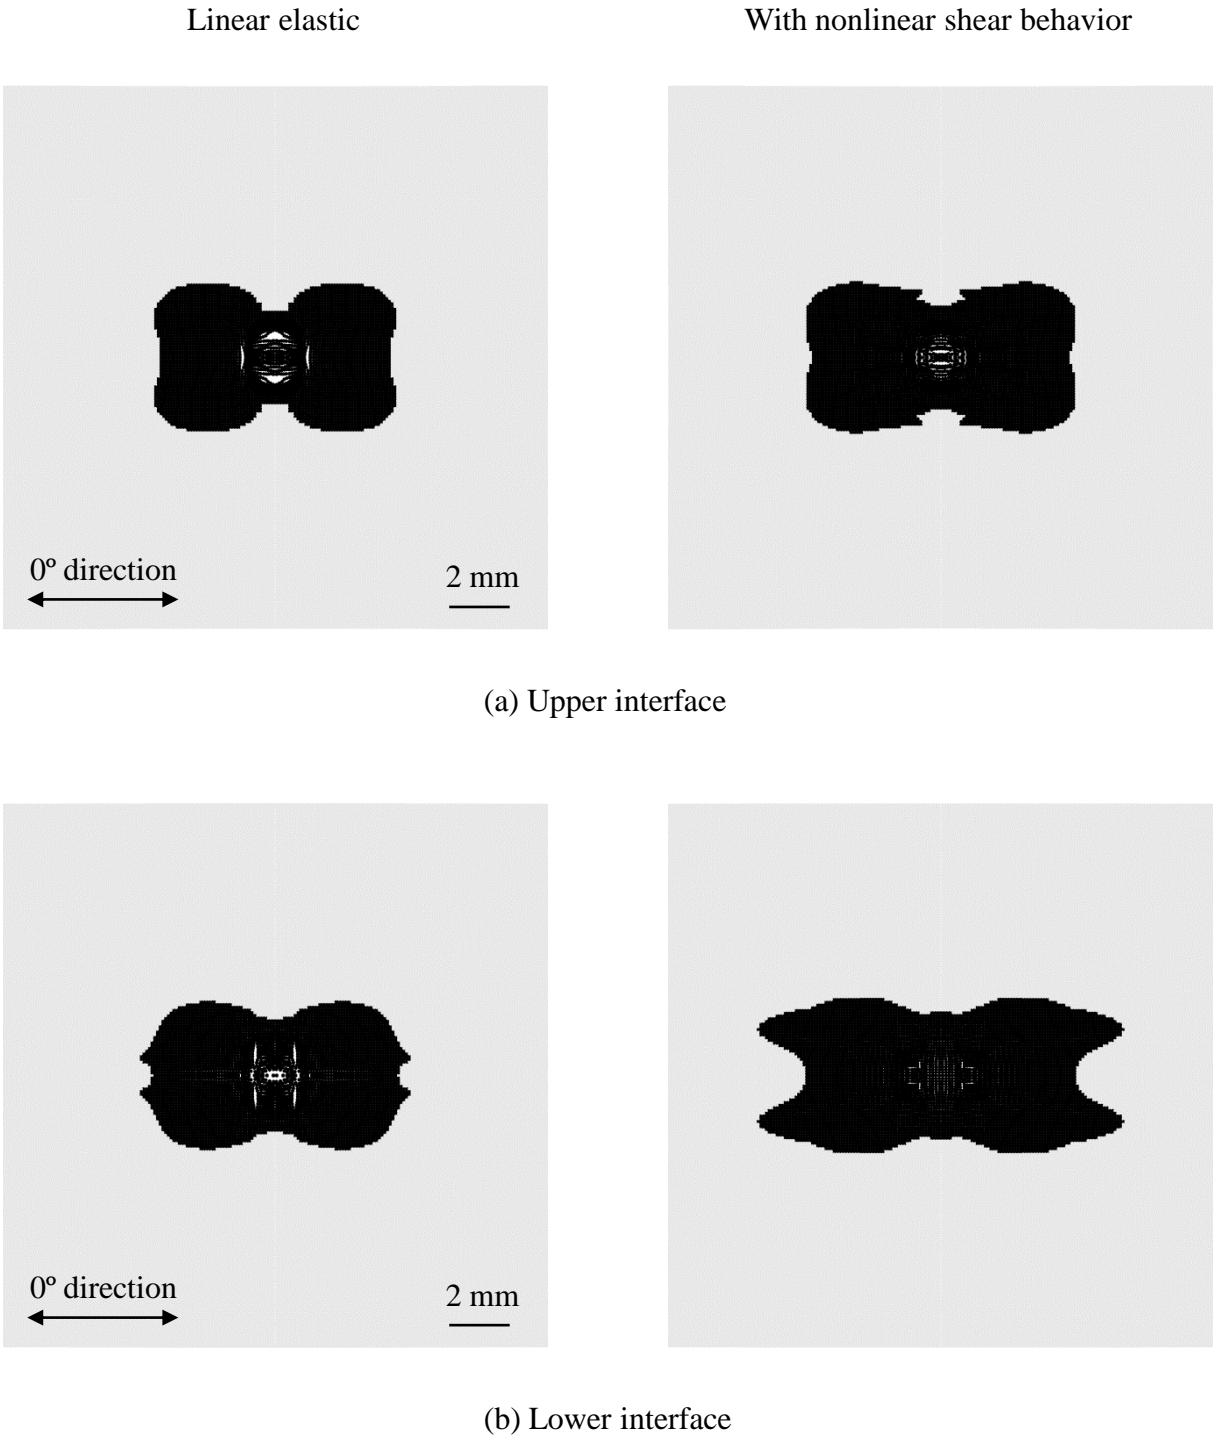 Linear elastic
With nonlinear shear behavior
0º direction
2 mm
(a) Upper interface
0º direction
2 mm
(b) Lower interface